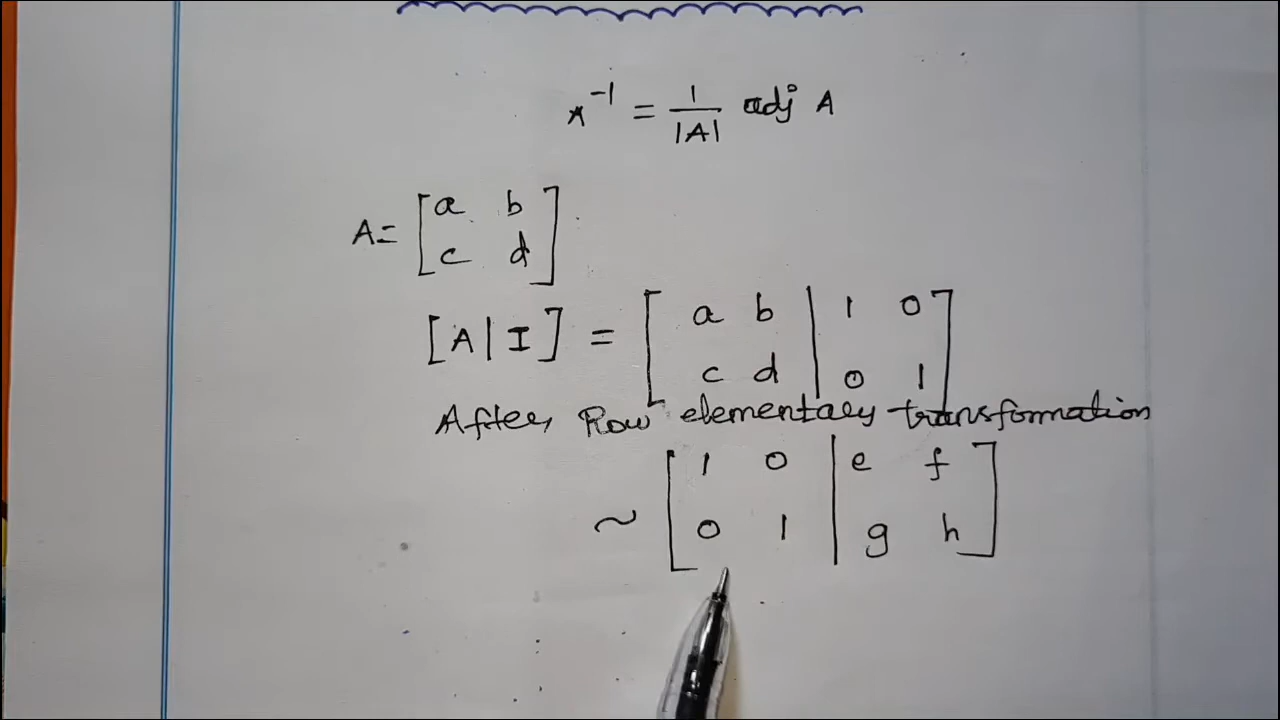 A⁻¹ = 1/|A| adj A
A = [a b
c d]
[A|I] = [a b | 1 0
c d | 0 1]
After Row elementary transformation
~ [1 0 | e f
0 1 | g h]